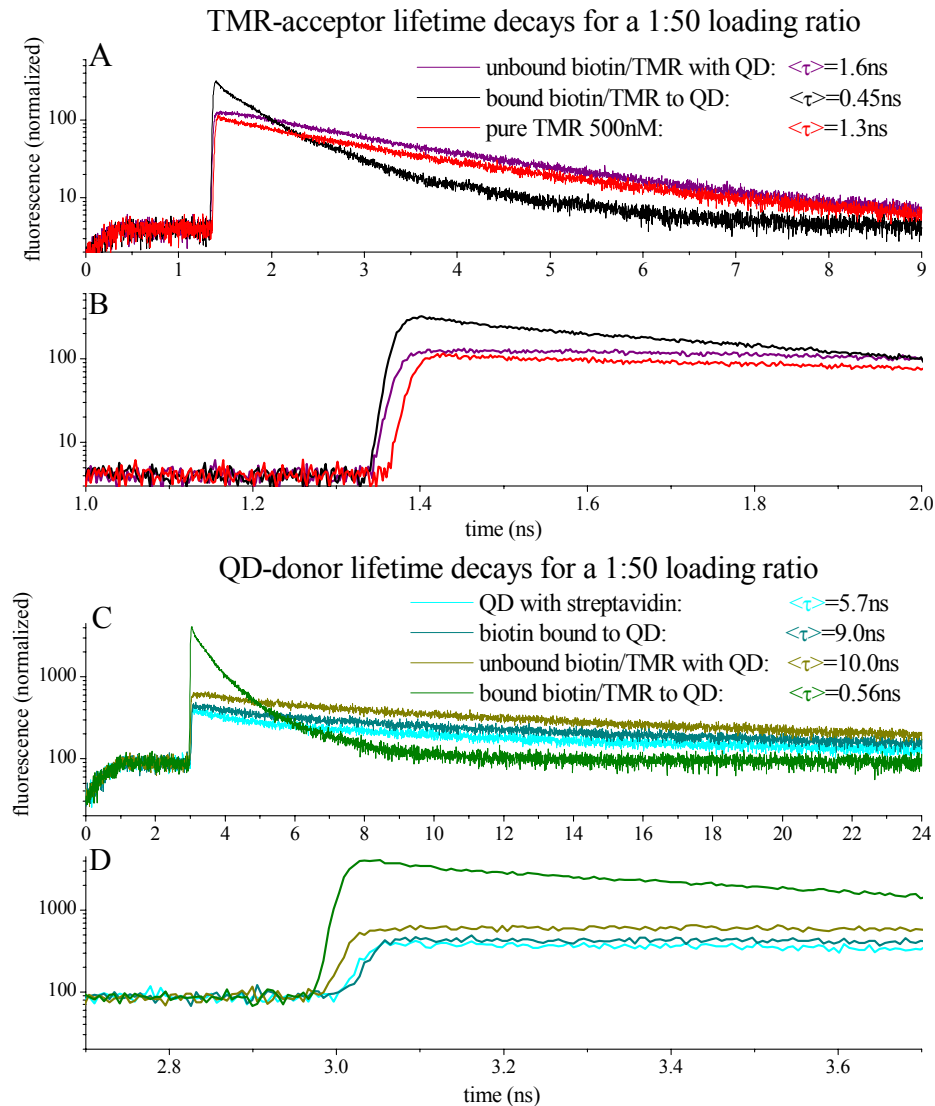 TMR-acceptor lifetime decays for a 1:50 loading ratio
A
unbound biotin/TMR with QD: <τ>=1.6ns
bound biotin/TMR to QD: <τ>=0.45ns
pure TMR 500nM: <τ>=1.3ns
fluorescence (normalized)
100
10
0 1 2 3 4 5 6 7 8 9
B
100
10
1.0 1.2 1.4 1.6 1.8 2.0
time (ns)
QD-donor lifetime decays for a 1:50 loading ratio
C
QD with streptavidin: <τ>=5.7ns
biotin bound to QD: <τ>=9.0ns
unbound biotin/TMR with QD: <τ>=10.0ns
bound biotin/TMR to QD: <τ>=0.56ns
fluorescence (normalized)
1000
100
0 2 4 6 8 10 12 14 16 18 20 22 24
D
1000
100
2.8 3.0 3.2 3.4 3.6
time (ns)